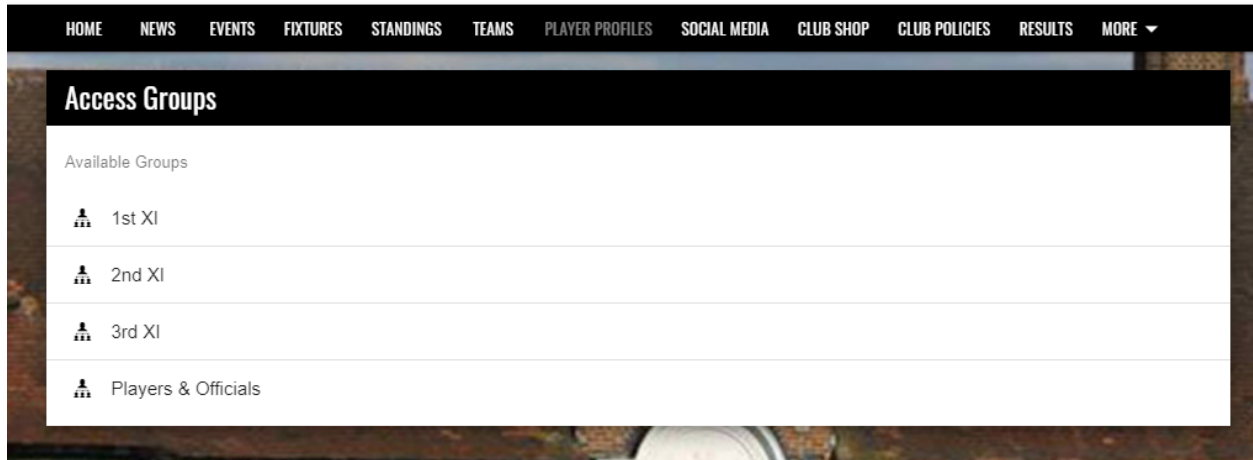 HOME NEWS EVENTS FIXTURES STANDINGS TEAMS PLAYER PROFILES SOCIAL MEDIA CLUB SHOP CLUB POLICIES RESULTS MORE
Access Groups
Available Groups
1st XI
2nd XI
3rd XI
Players & Officials